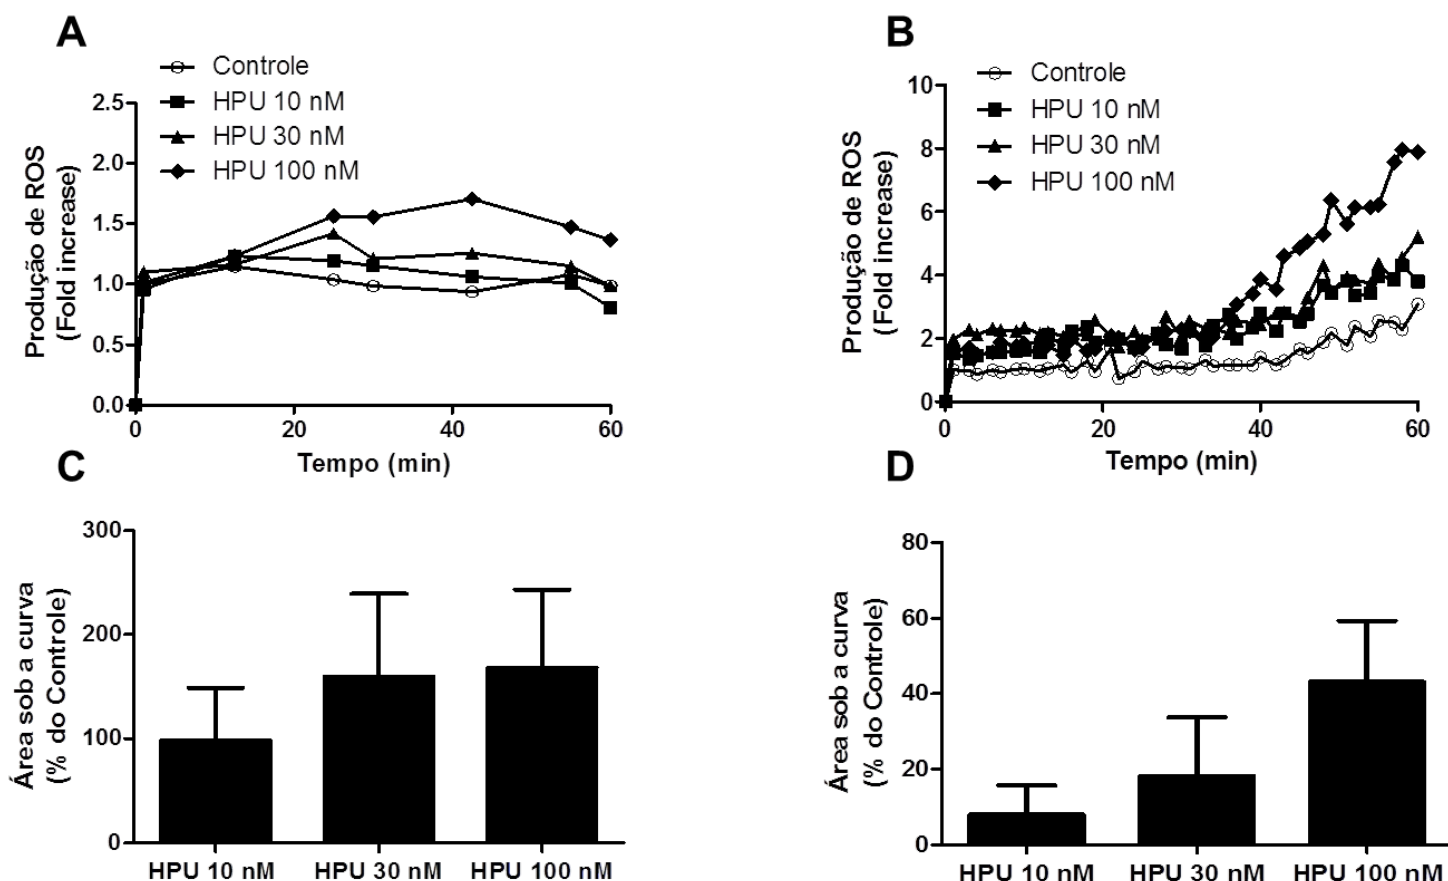 A
Controle
HPU 10 nM
HPU 30 nM
HPU 100 nM
Produção de ROS
(Fold increase)
2.5
2.0
1.5
1.0
0.5
0.0
0
20
40
60
Tempo (min)
B
Controle
HPU 10 nM
HPU 30 nM
HPU 100 nM
Produção de ROS
(Fold increase)
10
8
6
4
2
0
0
20
40
60
Tempo (min)
C
Área sob a curva
(% do Controle)
300
200
100
0
HPU 10 nM
HPU 30 nM
HPU 100 nM
D
Área sob a curva
(% do Controle)
80
60
40
20
0
HPU 10 nM
HPU 30 nM
HPU 100 nM